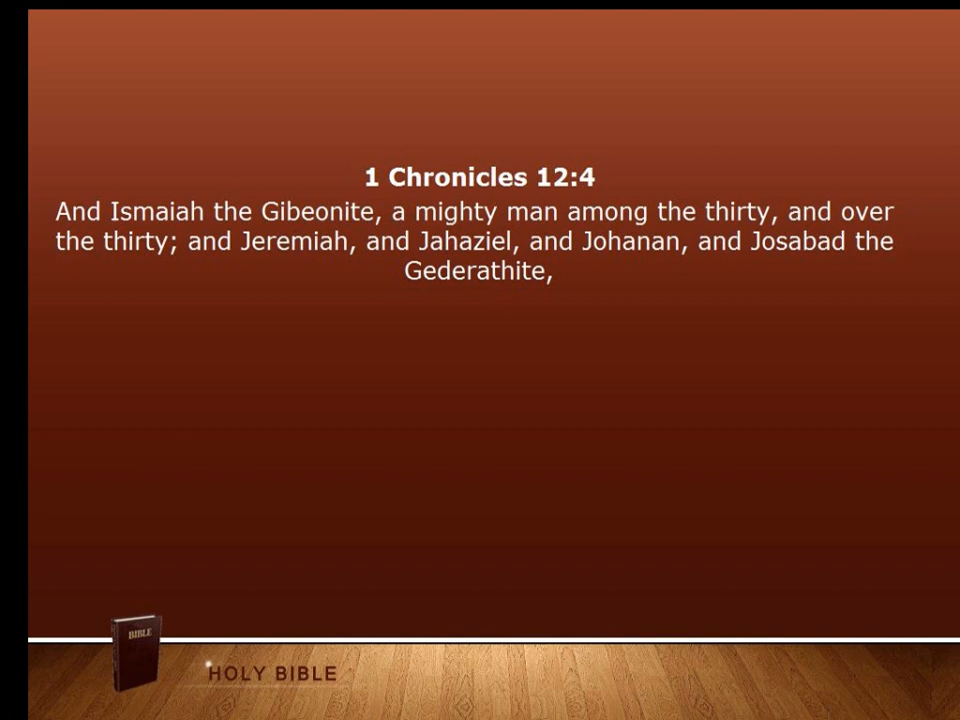 1 Chronicles 12:4
And Ismaiah the Gibeonite, a mighty man among the thirty, and over
the thirty; and Jeremiah, and Jahaziel, and Johanan, and Josabad the
Gederathite,
BIBLE
HOLY BIBLE